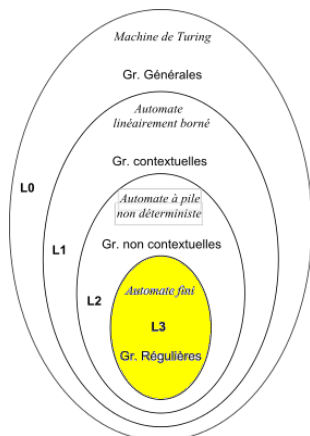 Machine de Turing
Gr. Générales
Automate
linéairement borné
Gr. contextuelles
L0
Automate à pile
non déterministe
Gr. non contextuelles
L1
Automate fini
L2
L3
Gr. Régulières